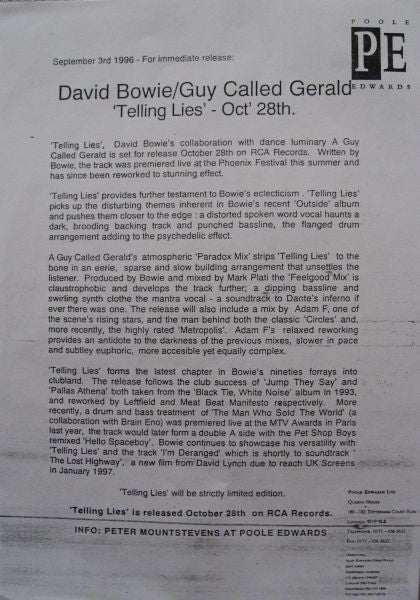 POOLE
PE
EDWARDS
September 3rd 1996 - For immediate release:
David Bowie/Guy Called Gerald
'Telling Lies' - Oct' 28th.
'Telling Lies', David Bowie's collaboration with dance luminary A Guy
Called Gerald is set for release October 28th on RCA Records. Written by
Bowie, the track was premiered live at the Phoenix Festival this summer and
has since been reworked to stunning effect.
'Telling Lies' provides further testament to Bowie's eclecticism . 'Telling Lies'
picks up the disturbing themes inherent in Bowie's recent 'Outside' album
and pushes them closer to the edge : a distorted spoken word vocal haunts a
dark, brooding backing track and punched bassline, the flanged drum
arrangement adding to the psychedelic effect.
A Guy Called Gerald's atmospheric 'Paradox Mix' strips 'Telling Lies' to the
bone in an eerie, sparse and slow building arrangement that unsettles the
listener. Produced by Bowie and mixed by Mark Plati the 'Feelgood Mix' is
claustrophobic and develops the track further; a dipping bassline and
swirling synth clothe the mantra vocal - a soundtrack to Dante's inferno if
ever there was one. The release will also include a mix by Adam F, one of
the scene's rising stars, and the man behind both the classic 'Circles' and,
more recently, the highly rated 'Metropolis'. Adam F's relaxed reworking
provides an antidote to the darkness of the previous mixes, slower in pace
and subtley euphoric, more accesible yet equally complex.
'Telling Lies' forms the latest chapter in Bowie's nineties forrays into
clubland. The release follows the club success of 'Jump They Say' and
'Pallas Athena' both taken from the 'Black Tie, White Noise' album in 1993,
and reworked by Leftfield and Meat Beat Manifesto respectively. More
recently, a drum and bass treatment of 'The Man Who Sold The World' (a
collaboration with Brian Eno) was premiered live at the MTV Awards in Paris
last year, the track would later form a double A side with the Pet Shop Boys
remixed 'Hello Spaceboy'. Bowie continues to showcase his versatility with
'Telling Lies' and the track 'I'm Deranged' which is shortly to soundtrack '
The Lost Highway', a new film from David Lynch due to reach UK Screens
in January 1997.
'Telling Lies' will be strictly limited edition.
'Telling Lies' is released October 28th on RCA Records.
INFO: PETER MOUNTSTEVENS AT POOLE EDWARDS
POOLE EDWARDS LTD
QUEENS HOUSE
180 - 182 TOTTENHAM COURT ROAD
LONDON W1P 9LE
TELEPHONE 0171 - 436 3633
FAX: 0171 - 436 3632